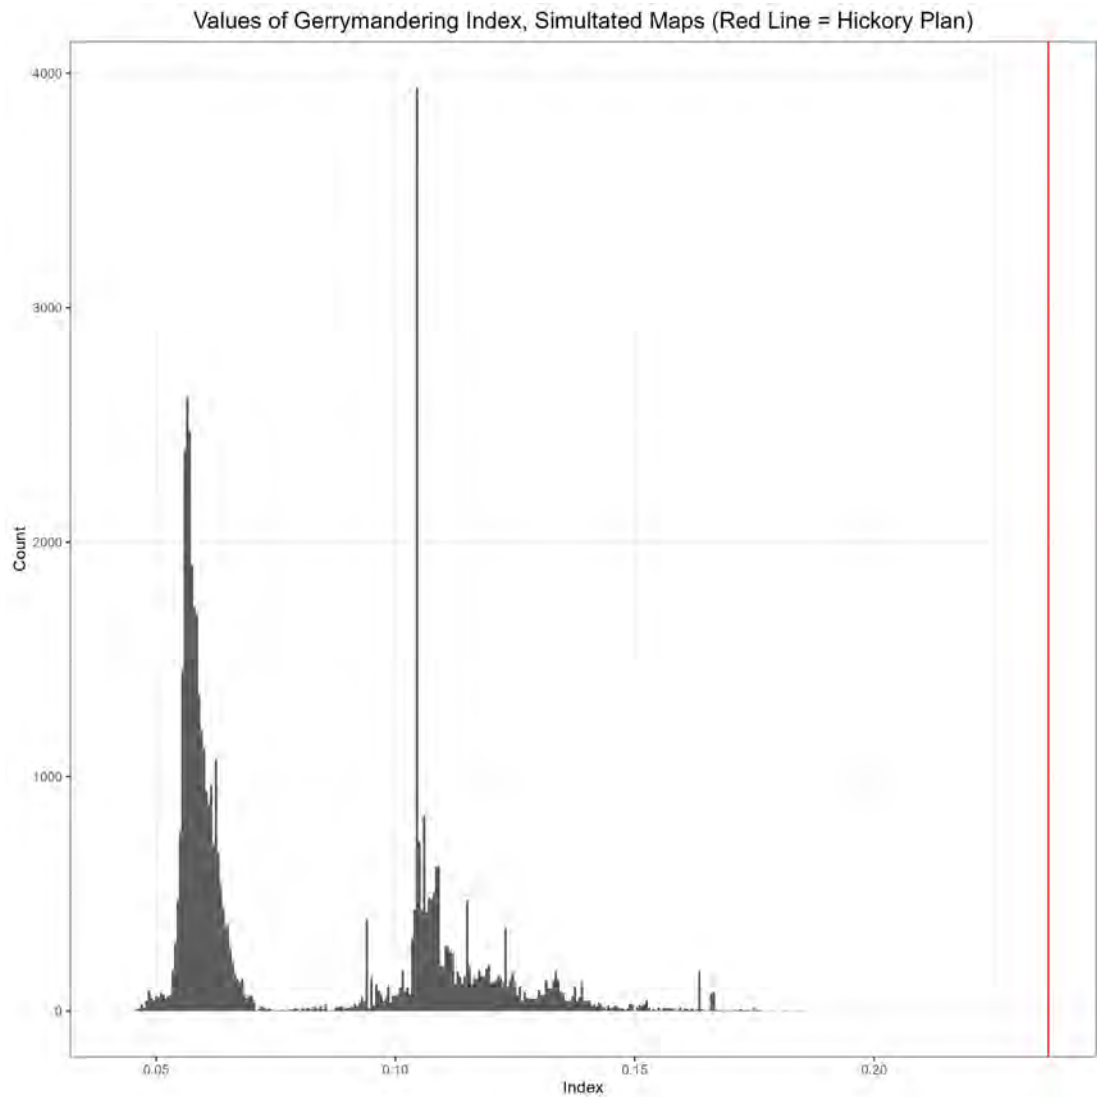 Values of Gerrymandering Index, Simultated Maps (Red Line = Hickory Plan)
4000
3000
2000
1000
0
Count
0.05 0.10 0.15 0.20
Index